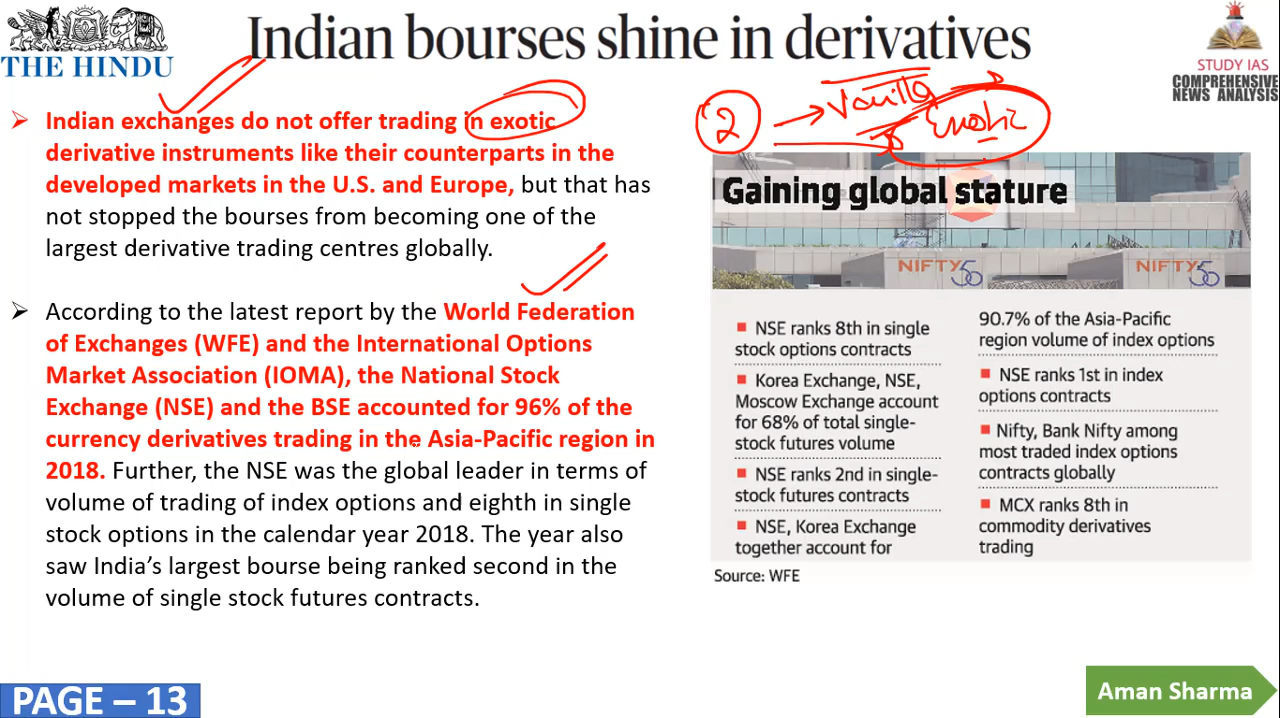 Indian bourses shine in derivatives
THE HINDU
STUDY IAS
COMPREHENSIVE
NEWS ANALYSIS
Indian exchanges do not offer trading in exotic
derivative instruments like their counterparts in the
developed markets in the U.S. and Europe, but that has
not stopped the bourses from becoming one of the
largest derivative trading centres globally.
According to the latest report by the World Federation
of Exchanges (WFE) and the International Options
Market Association (IOMA), the National Stock
Exchange (NSE) and the BSE accounted for 96% of the
currency derivatives trading in the Asia-Pacific region in
2018. Further, the NSE was the global leader in terms of
volume of trading of index options and eighth in single
stock options in the calendar year 2018. The year also
saw India’s largest bourse being ranked second in the
volume of single stock futures contracts.
2
Vanilla
Exotic
Gaining global stature
NIFTY50
NIFTY50
NSE ranks 8th in single
stock options contracts
Korea Exchange, NSE,
Moscow Exchange account
for 68% of total single-
stock futures volume
NSE ranks 2nd in single-
stock futures contracts
NSE, Korea Exchange
together account for
90.7% of the Asia-Pacific
region volume of index options
NSE ranks 1st in index
options contracts
Nifty, Bank Nifty among
most traded index options
contracts globally
MCX ranks 8th in
commodity derivatives
trading
Source: WFE
PAGE – 13
Aman Sharma